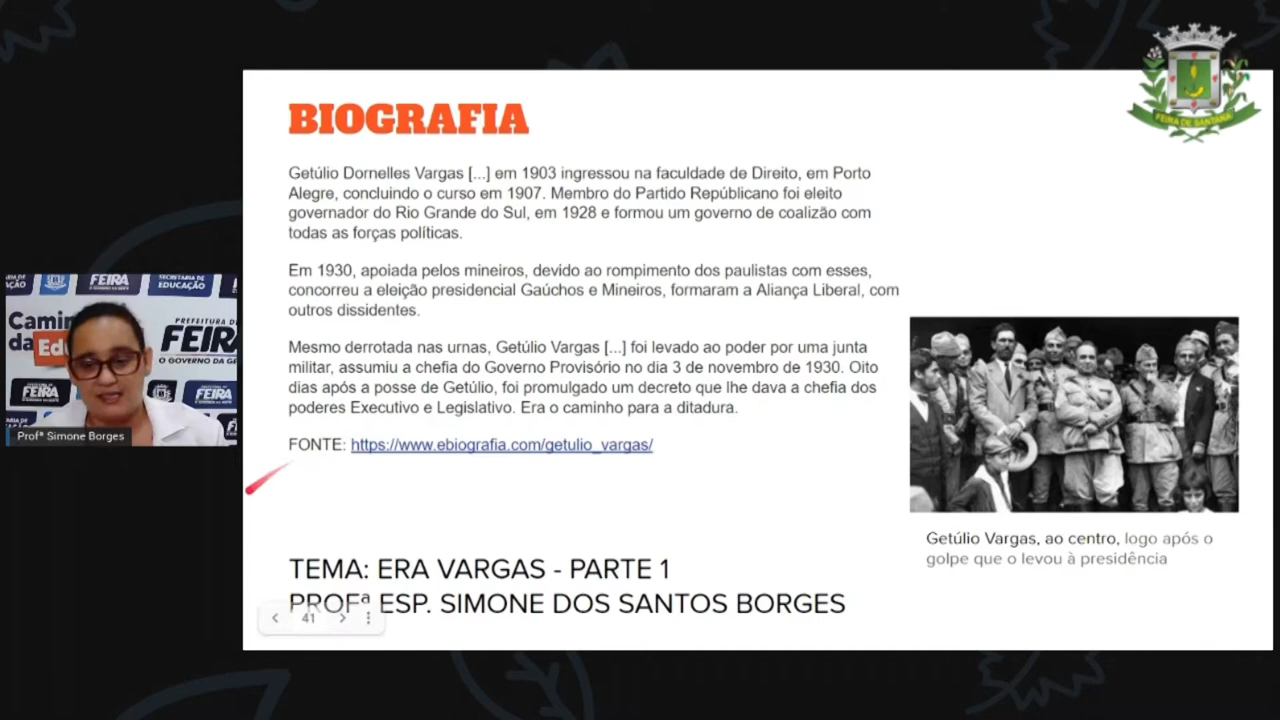 BIOGRAFIA
Getúlio Dornelles Vargas [...] em 1903 ingressou na faculdade de Direito, em Porto
Alegre, concluindo o curso em 1907. Membro do Partido Repúblicano foi eleito
governador do Rio Grande do Sul, em 1928 e formou um governo de coalizão com
todas as forças políticas.
Em 1930, apoiada pelos mineiros, devido ao rompimento dos paulistas com esses,
concorreu a eleição presidencial Gaúchos e Mineiros, formaram a Aliança Liberal, com
outros dissidentes.
Mesmo derrotada nas urnas, Getúlio Vargas [...] foi levado ao poder por uma junta
militar, assumiu a chefia do Governo Provisório no dia 3 de novembro de 1930. Oito
dias após a posse de Getúlio, foi promulgado um decreto que lhe dava a chefia dos
poderes Executivo e Legislativo. Era o caminho para a ditadura.
FONTE: https://www.ebiografia.com/getulio_vargas/
TEMA: ERA VARGAS - PARTE 1
PROFª ESP. SIMONE DOS SANTOS BORGES
41
Getúlio Vargas, ao centro, logo após o
golpe que o levou à presidência
FEIRA DE SANTANA
FEIRA
SECRETARIA DE
EDUCAÇÃO
Camin
da Edu
PREFEITURA D
FEIR
O GOVERNO DA GE
FEIRA
FEIRA
FEIRA
Profª Simone Borges